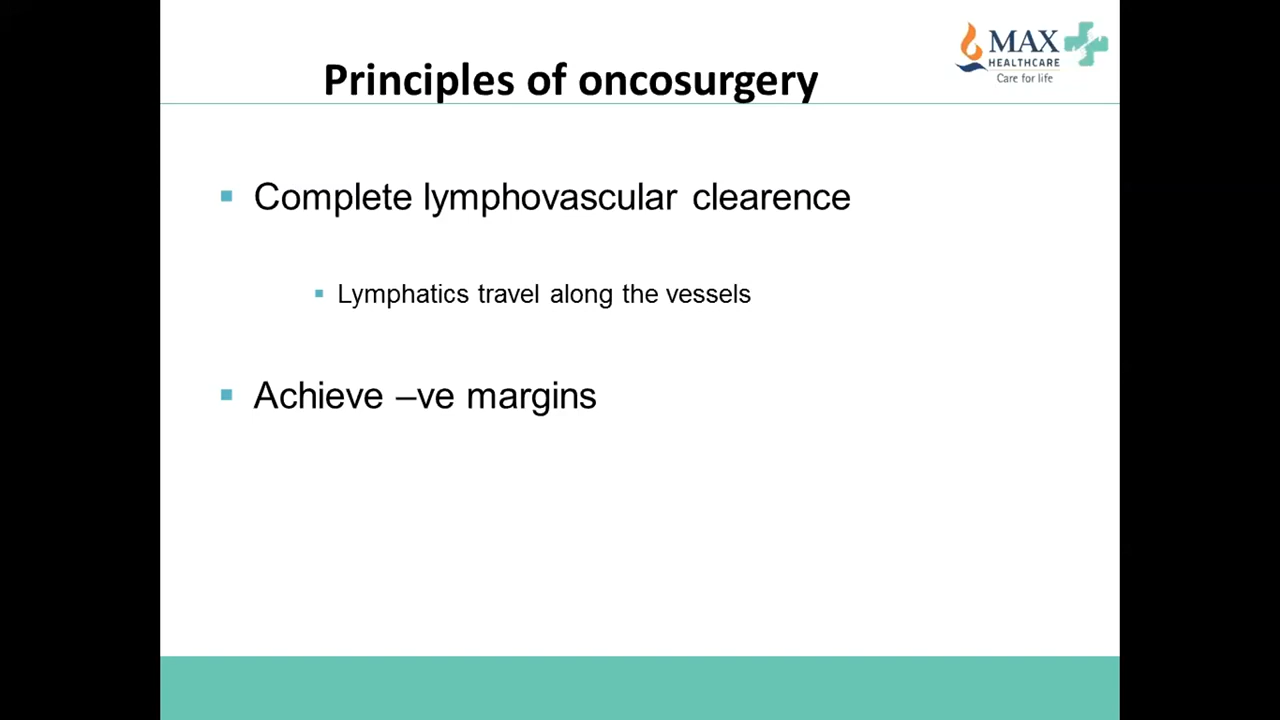 MAX
HEALTHCARE
Care for life
Principles of oncosurgery
Complete lymphovascular clearence
Lymphatics travel along the vessels
Achieve –ve margins